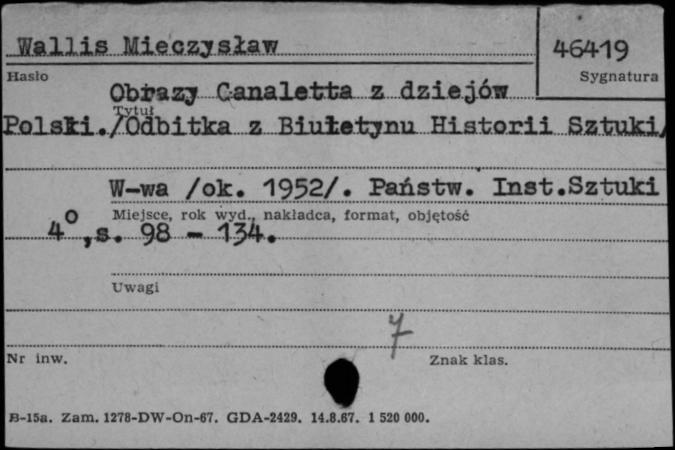 Wallis Mieczysław
46419
Hasło
Sygnatura
Obrazy Canaletta z dziejów
Tytuł
Polski./Odbitka z Biuletynu Historii Sztuki/
W-wa /ok. 1952/. Państw. Inst.Sztuki
Miejsce, rok wyd., nakładca, format, objętość
4°,s. 98 - 134.
Uwagi
7
Nr inw.
Znak klas.
B-15a. Zam. 1278-DW-On-67. GDA-2429. 14.8.67. 1 520 000.